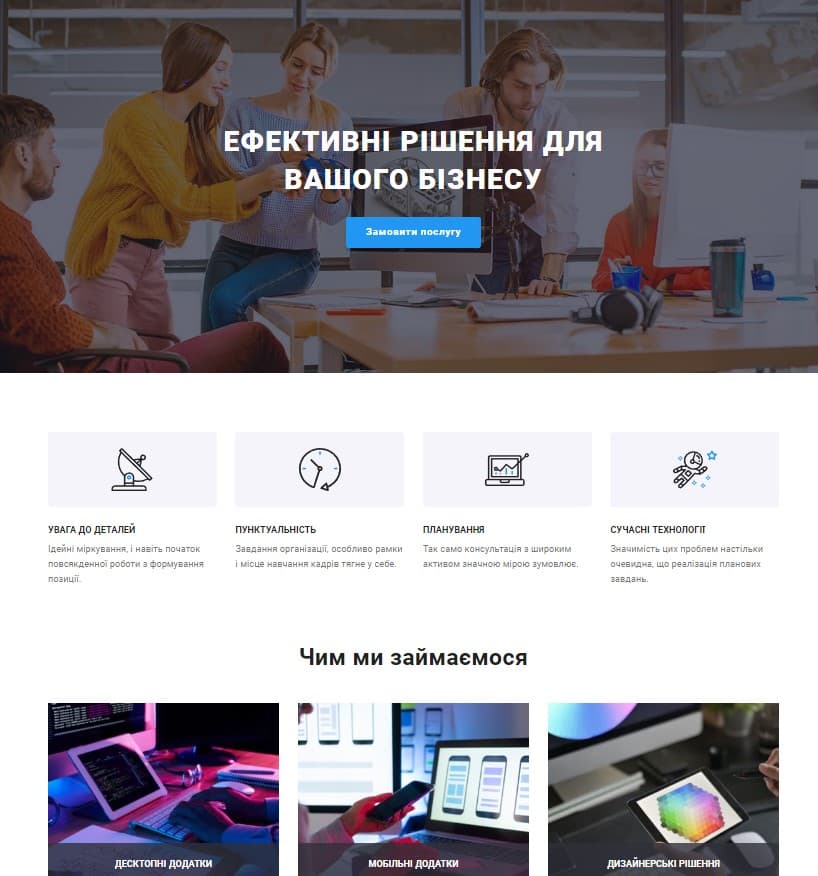 ЕФЕКТИВНІ РІШЕННЯ ДЛЯ
ВАШОГО БІЗНЕСУ
Замовити послугу
УВАГА ДО ДЕТАЛЕЙ
Ідейні міркування, і навіть початок
повсякденної роботи з формування
позиції.
ПУНКТУАЛЬНІСТЬ
Завдання організації, особливо рамки
і місце навчання кадрів тягне у себе.
ПЛАНУВАННЯ
Так само консультація з широким
активом значною мірою зумовлює.
СУЧАСНІ ТЕХНОЛОГІЇ
Значимість цих проблем настільки
очевидна, що реалізація планових
завдань.
Чим ми займаємося
ДЕСКТОПНІ ДОДАТКИ
МОБІЛЬНІ ДОДАТКИ
ДИЗАЙНЕРСЬКІ РІШЕННЯ